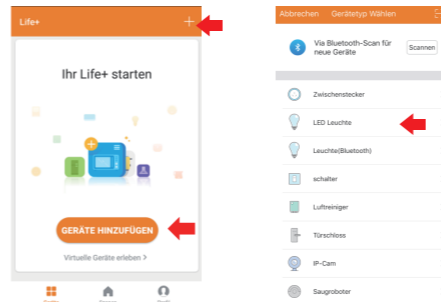 Life+
Ihr Life+ starten
GERÄTE HINZUFÜGEN
Virtuelle Geräte erleben >
Abbrechen Gerätetyp Wählen
Via Bluetooth-Scan für
neue Geräte
Scannen
Zwischenstecker
LED Leuchte
Leuchte(Bluetooth)
schalter
Luftreiniger
Türschloss
IP-Cam
Saugroboter